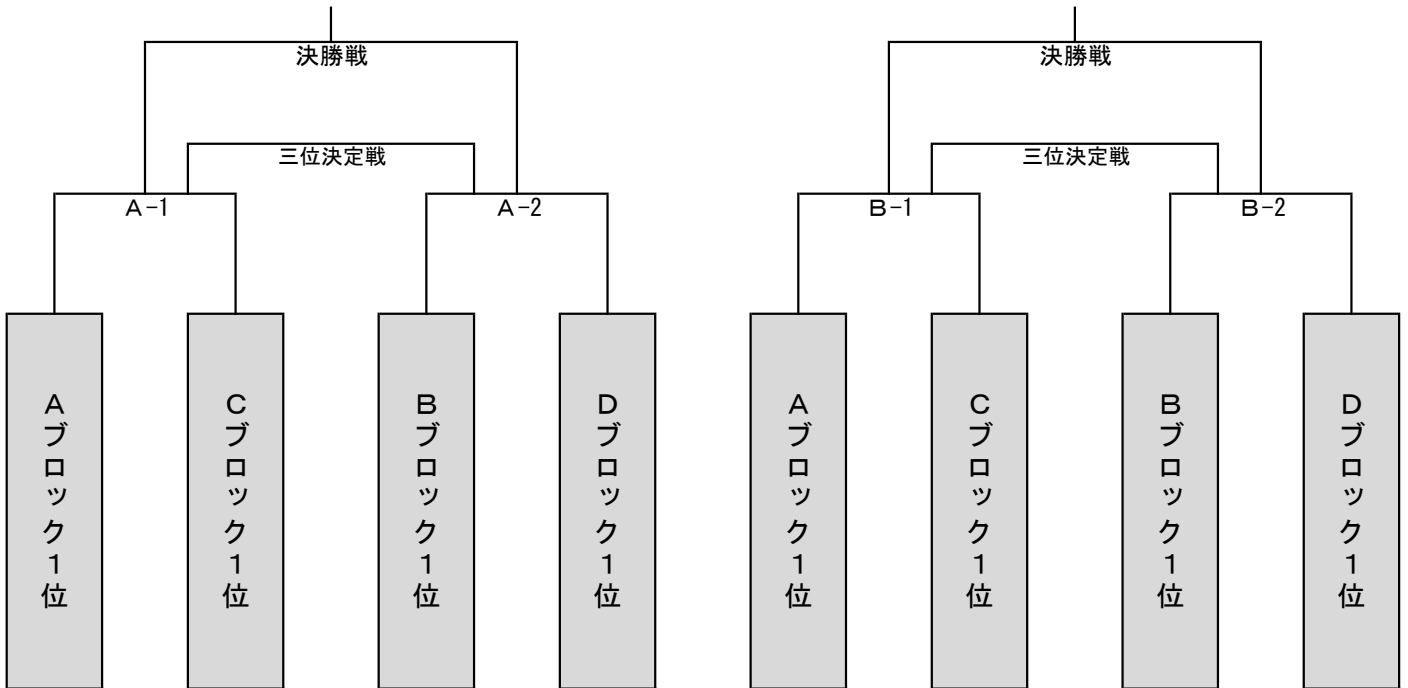 決勝戦
三位決定戦
Ａ-1
Ａ-2
Ａブロック１位
Ｃブロック１位
Ｂブロック１位
Ｄブロック１位
決勝戦
三位決定戦
Ｂ-1
Ｂ-2
Ａブロック１位
Ｃブロック１位
Ｂブロック１位
Ｄブロック１位